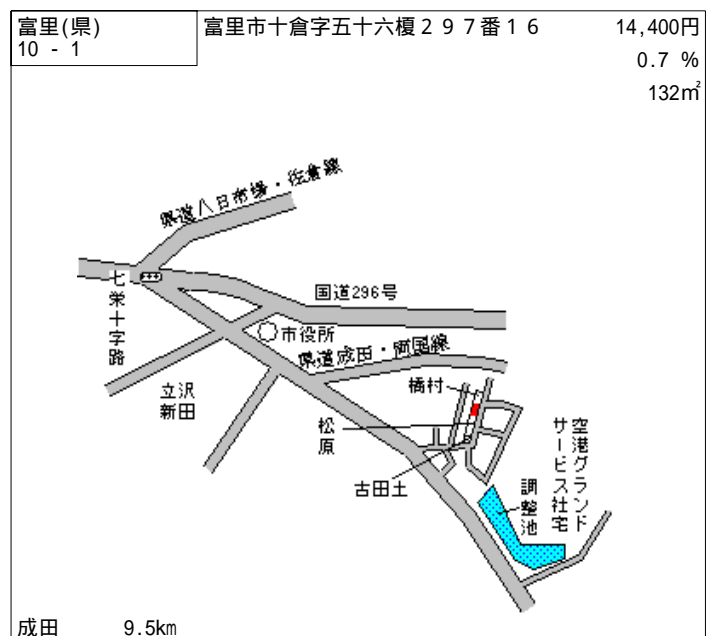 富里(県)
10 - 1
富里市十倉字五十六榎２９７番１６
14,400円
0.7 %
132㎡
県道八日市場・佐倉線
七栄十字路
国道296号
市役所
県道成田・両国線
立沢
新田
橋村
松原
古田土
空港グランド
サービス社宅
調整池
成田 9.5km